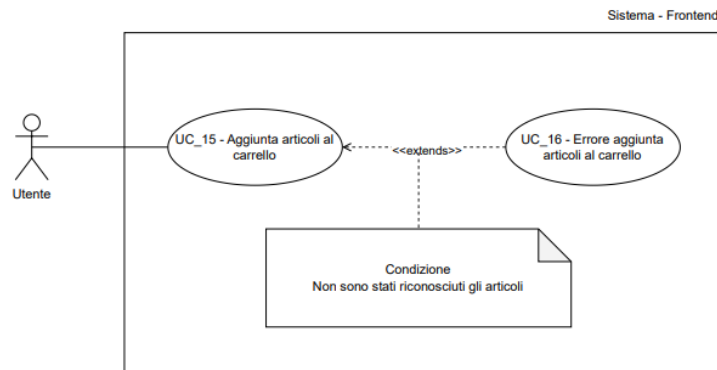 Sistema - Frontend
UC_15 - Aggiunta articoli al
carrello
<<extends>>
UC_16 - Errore aggiunta
articoli al carrello
Utente
Condizione
Non sono stati riconosciuti gli articoli